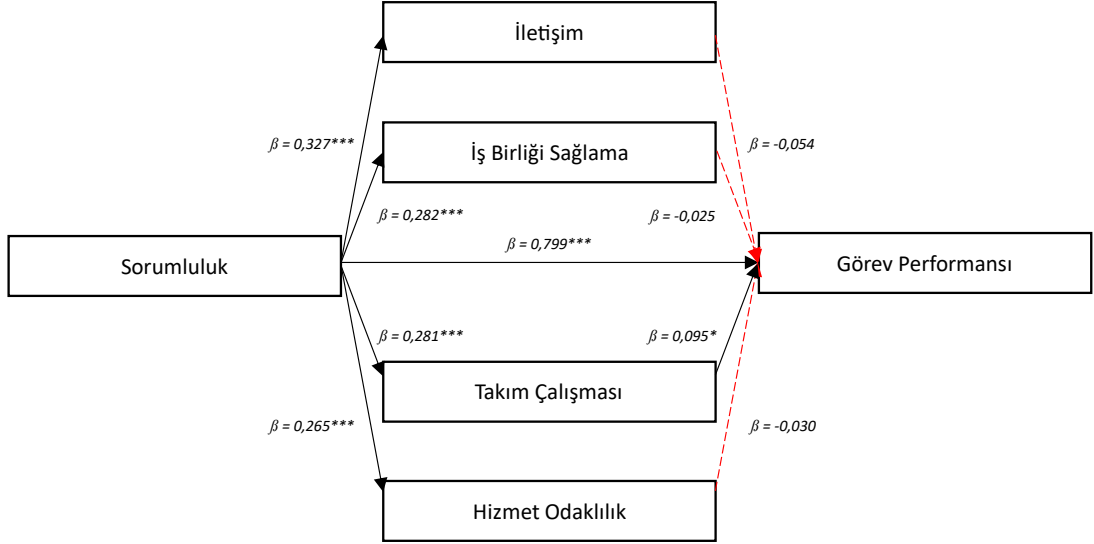 İletişim
β = 0,327***
β = -0,054
İş Birliği Sağlama
β = 0,282***
β = -0,025
β = 0,799***
Sorumluluk
Görev Performansı
β = 0,281***
β = 0,095*
Takım Çalışması
β = 0,265***
β = -0,030
Hizmet Odaklılık